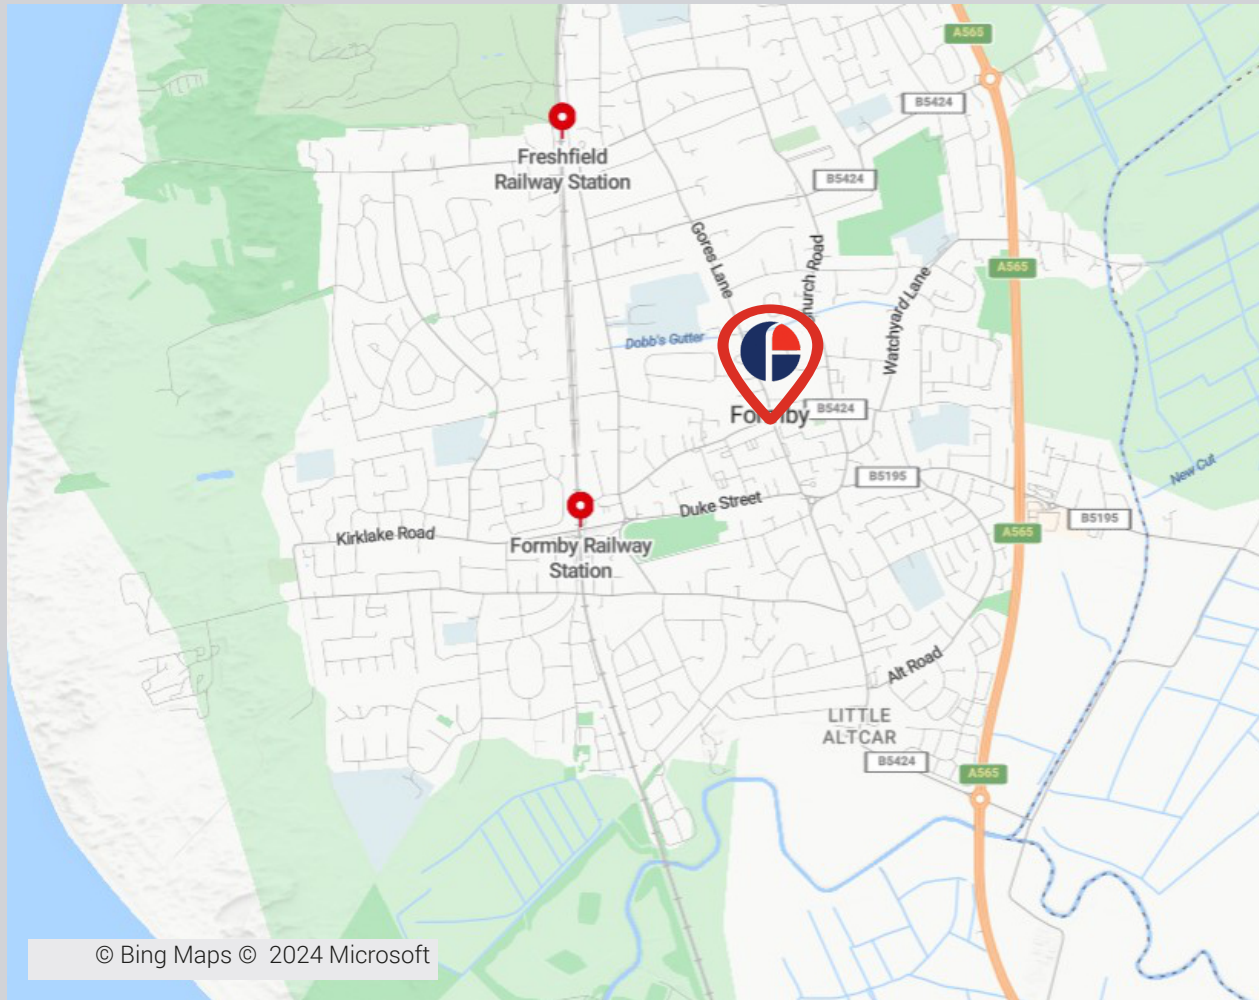 A565
B5424
Freshfield
Railway Station
B5424
Gores Lane
Church Road
A565
Watchyard Lane
Dobb's Gutter
Formby
B5424
New Cut
B5195
Duke Street
B5195
Kirklake Road
A565
Formby Railway
Station
Alt Road
LITTLE
ALTCAR
B5424
A565
© Bing Maps © 2024 Microsoft